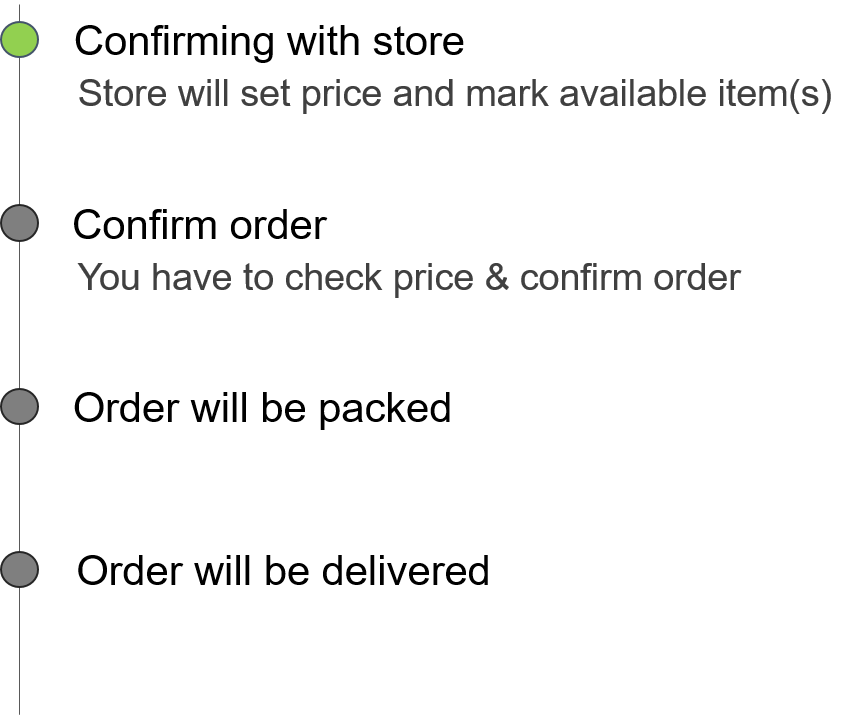 Confirming with store
Store will set price and mark available item(s)
Confirm order
You have to check price & confirm order
Order will be packed
Order will be delivered